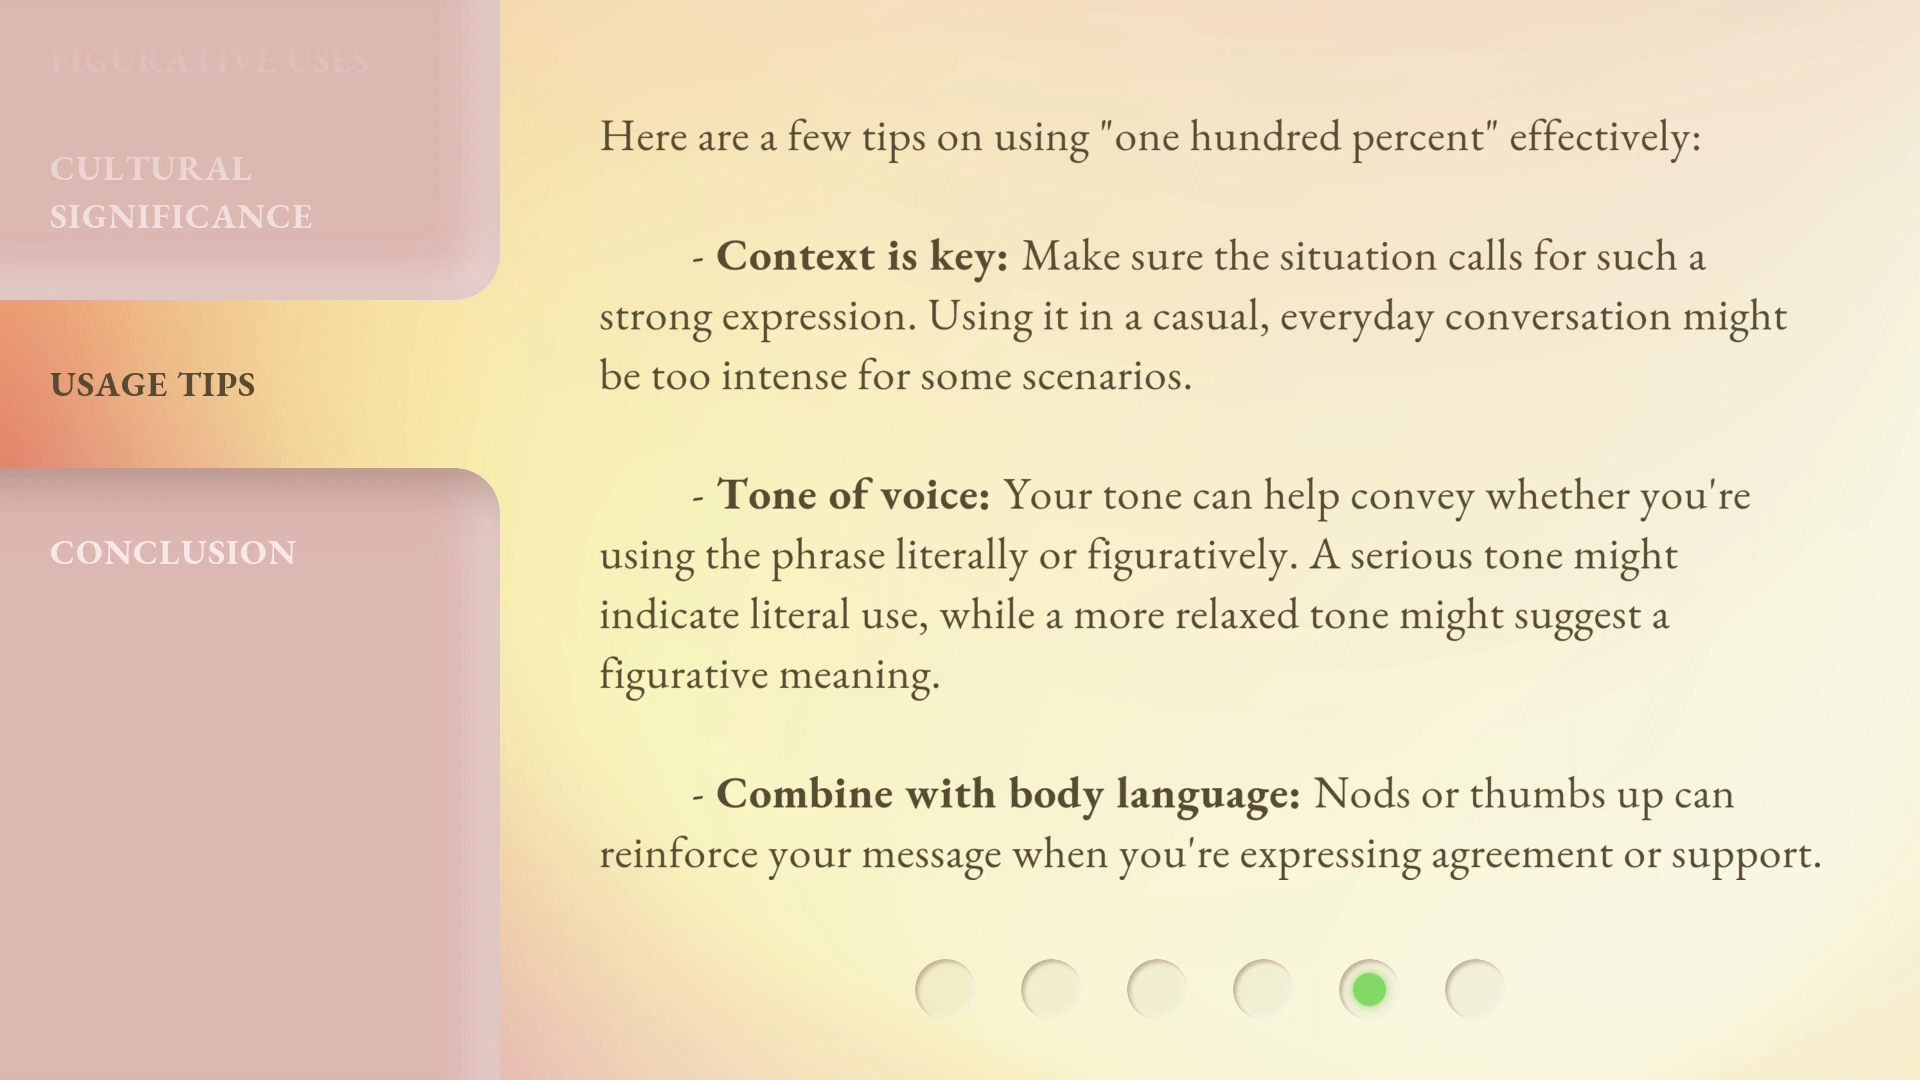 FIGURATIVE USES
CULTURAL
SIGNIFICANCE
USAGE TIPS
CONCLUSION
Here are a few tips on using "one hundred percent" effectively:
- Context is key: Make sure the situation calls for such a
strong expression. Using it in a casual, everyday conversation might
be too intense for some scenarios.
- Tone of voice: Your tone can help convey whether you're
using the phrase literally or figuratively. A serious tone might
indicate literal use, while a more relaxed tone might suggest a
figurative meaning.
- Combine with body language: Nods or thumbs up can
reinforce your message when you're expressing agreement or support.